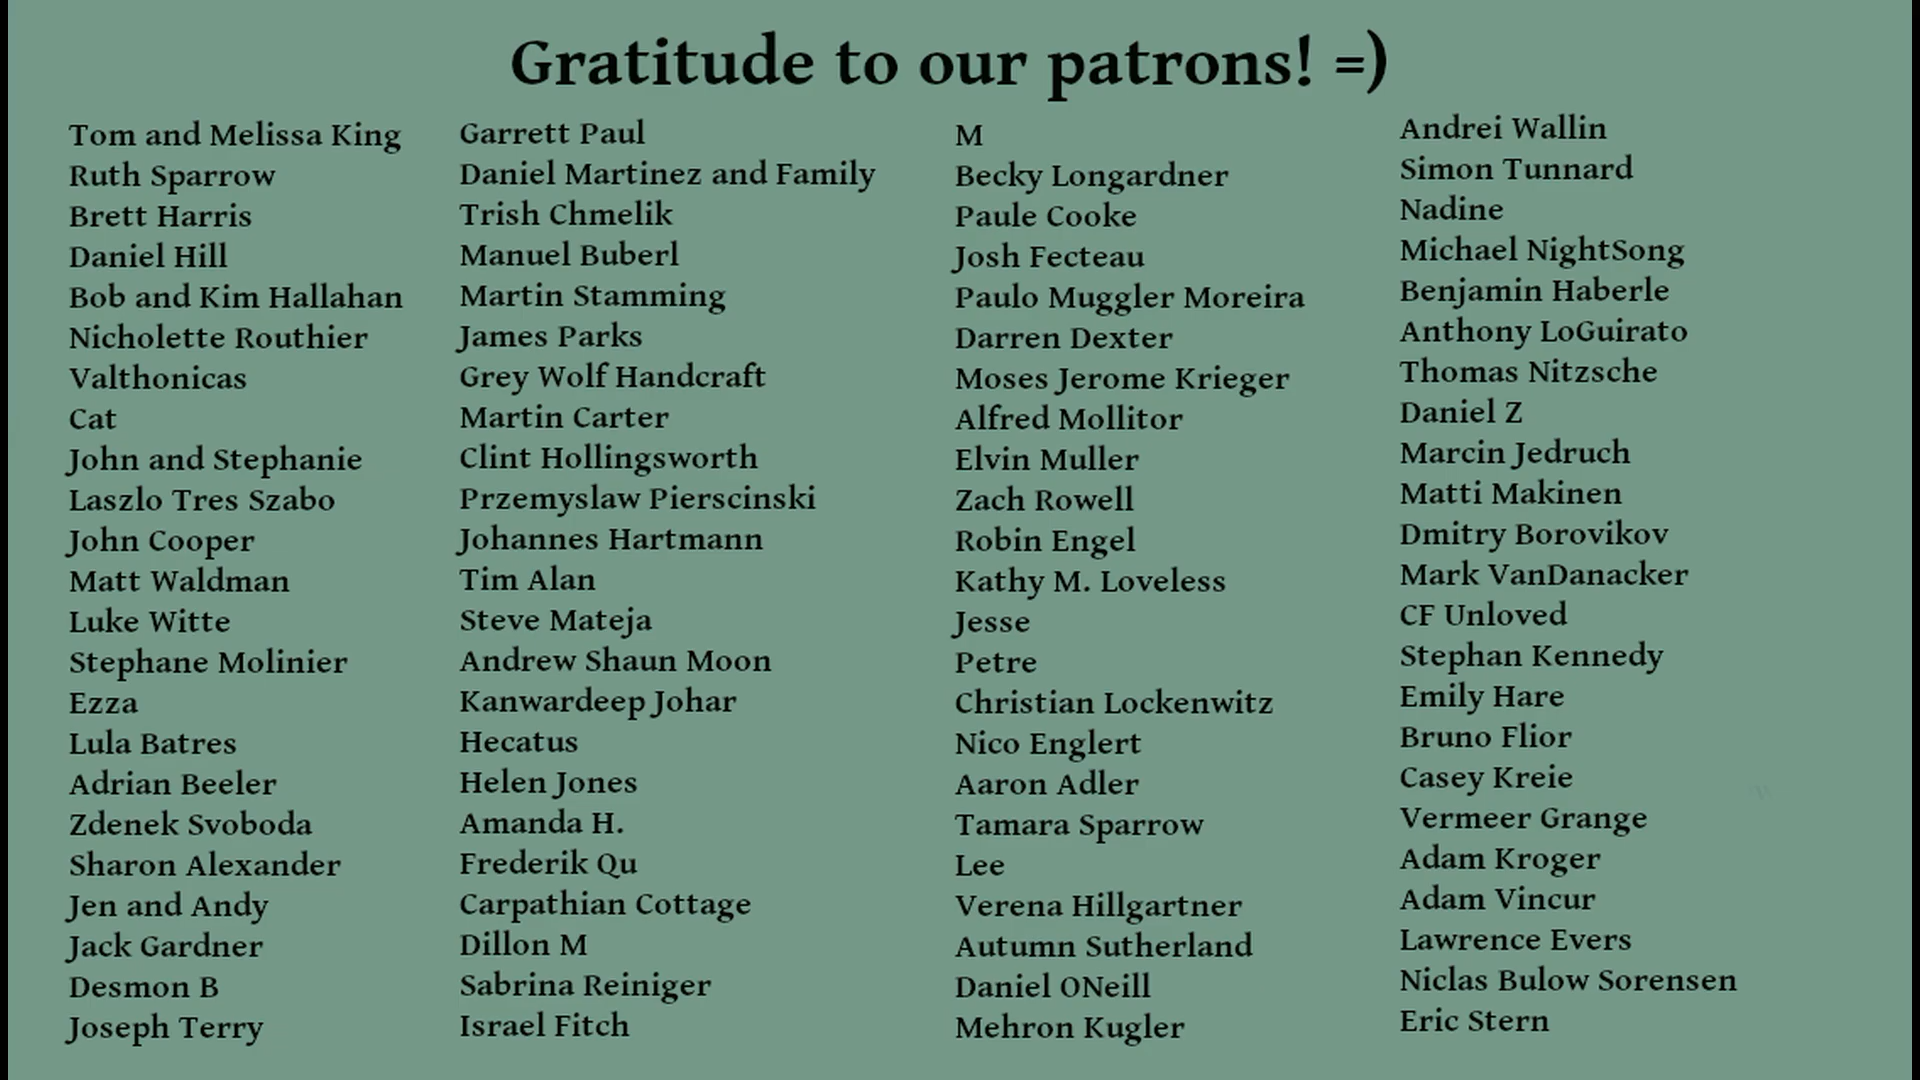 Gratitude to our patrons! =)
Tom and Melissa King
Ruth Sparrow
Brett Harris
Daniel Hill
Bob and Kim Hallahan
Nicholette Routhier
Valthonicas
Cat
John and Stephanie
Laszlo Tres Szabo
John Cooper
Matt Waldman
Luke Witte
Stephane Molinier
Ezza
Lula Batres
Adrian Beeler
Zdenek Svoboda
Sharon Alexander
Jen and Andy
Jack Gardner
Desmon B
Joseph Terry
Garrett Paul
Daniel Martinez and Family
Trish Chmelik
Manuel Buberl
Martin Stamming
James Parks
Grey Wolf Handcraft
Martin Carter
Clint Hollingsworth
Przemyslaw Pierscinski
Johannes Hartmann
Tim Alan
Steve Mateja
Andrew Shaun Moon
Kanwardeep Johar
Hecatus
Helen Jones
Amanda H.
Frederik Qu
Carpathian Cottage
Dillon M
Sabrina Reiniger
Israel Fitch
M
Becky Longardner
Paule Cooke
Josh Fecteau
Paulo Muggler Moreira
Darren Dexter
Moses Jerome Krieger
Alfred Mollitor
Elvin Muller
Zach Rowell
Robin Engel
Kathy M. Loveless
Jesse
Petre
Christian Lockenwitz
Nico Englert
Aaron Adler
Tamara Sparrow
Lee
Verena Hillgartner
Autumn Sutherland
Daniel ONeill
Mehron Kugler
Andrei Wallin
Simon Tunnard
Nadine
Michael NightSong
Benjamin Haberle
Anthony LoGuirato
Thomas Nitzsche
Daniel Z
Marcin Jedruch
Matti Makinen
Dmitry Borovikov
Mark VanDanacker
CF Unloved
Stephan Kennedy
Emily Hare
Bruno Flior
Casey Kreie
Vermeer Grange
Adam Kroger
Adam Vincur
Lawrence Evers
Niclas Bulow Sorensen
Eric Stern